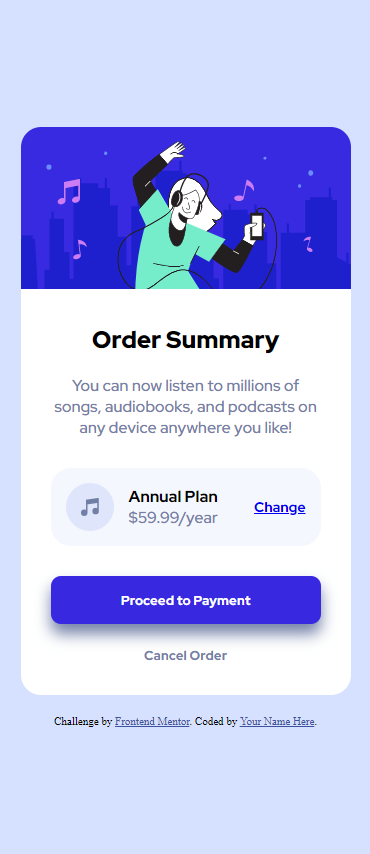 Order Summary
You can now listen to millions of
songs, audiobooks, and podcasts on
any device anywhere you like!
Annual Plan
$59.99/year
Change
Proceed to Payment
Cancel Order
Challenge by Frontend Mentor. Coded by Your Name Here.